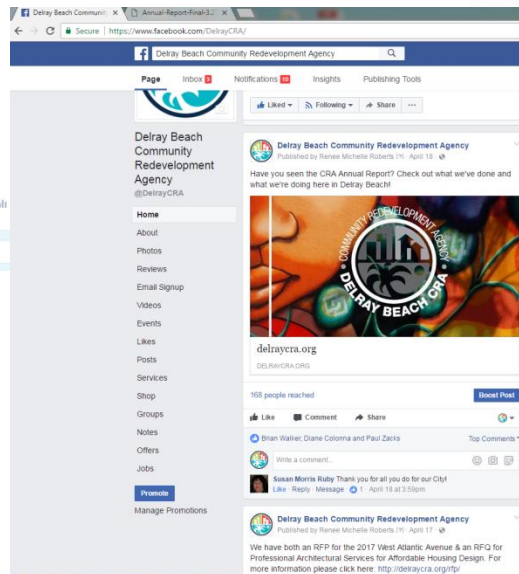 Delray Beach Communi
Annual-Report-Final-3.2
Secure | https://www.facebook.com/DelrayCRA/
Delray Beach Community Redevelopment Agency
Page Inbox 3 Notifications 10 Insights Publishing Tools
Liked Following Share
Delray Beach
Community
Redevelopment
Agency
@DelrayCRA
Home
About
Photos
Reviews
Email Signup
Videos
Events
Likes
Posts
Services
Shop
Groups
Notes
Offers
Jobs
Promote
Manage Promotions
Delray Beach Community Redevelopment Agency
Published by Renee Michelle Roberts [?] · April 18 ·
Have you seen the CRA Annual Report? Check out what we've done and
what we're doing here in Delray Beach!
COMMUNITY REDEVELOPMENT AGENCY
DELRAY BEACH CRA
delraycra.org
DELRAYCRA.ORG
168 people reached
Boost Post
Like Comment Share
Brian Walker, Diane Colonna and Paul Zacks
Top Comments
Write a comment...
Susan Morris Ruby Thank you for all you do for our City!
Like · Reply · Message · 1 · April 18 at 3:59pm
Delray Beach Community Redevelopment Agency
Published by Renee Michelle Roberts [?] · April 17 ·
We have both an RFP for the 2017 West Atlantic Avenue & an RFQ for
Professional Architectural Services for Affordable Housing Design. For
more information please click here: http://delraycra.org/rfp/